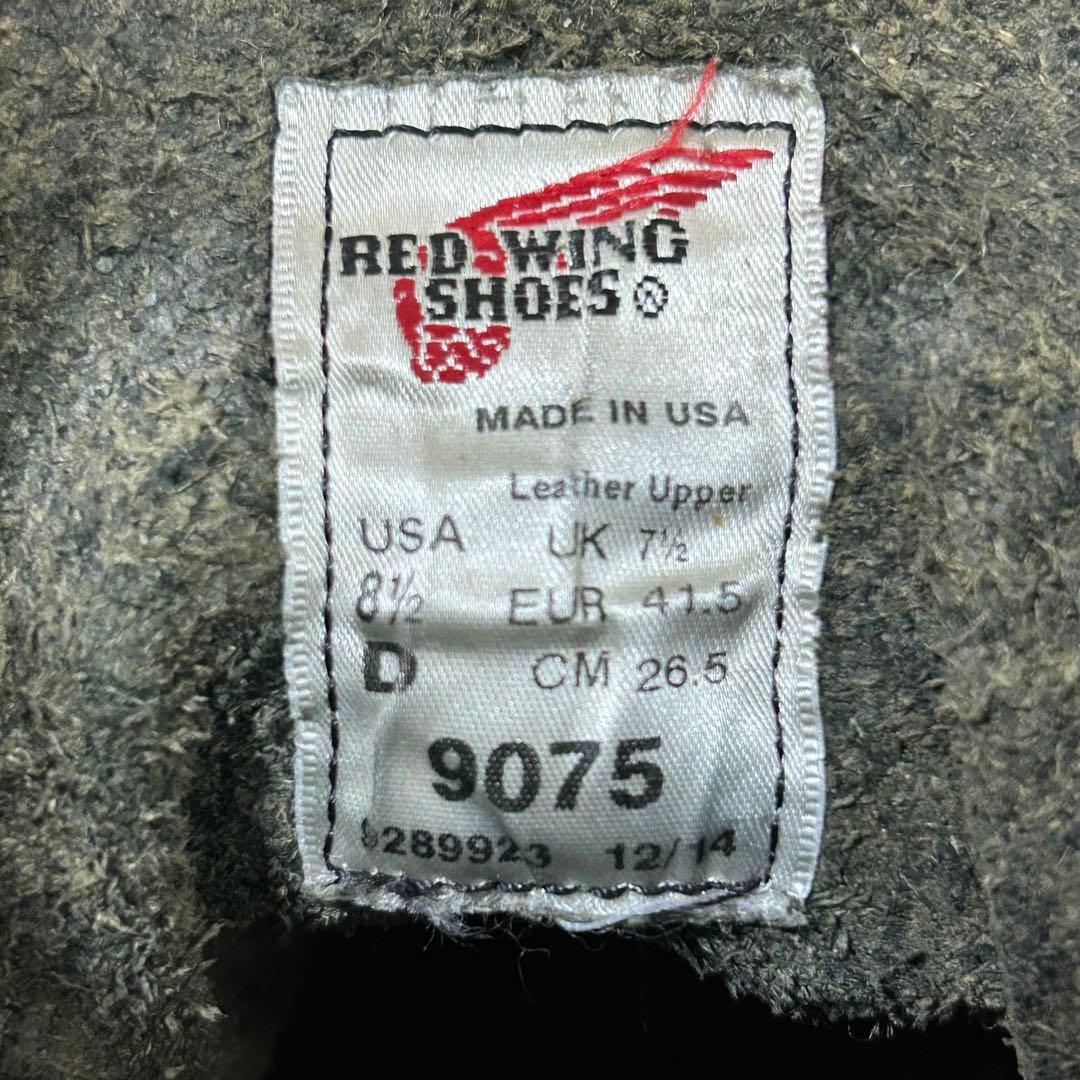 RED WING
SHOES ®
MADE IN USA
Leather Upper
USA UK 7½
8½ EUR 41.5
D CM 26.5
9075
12/14